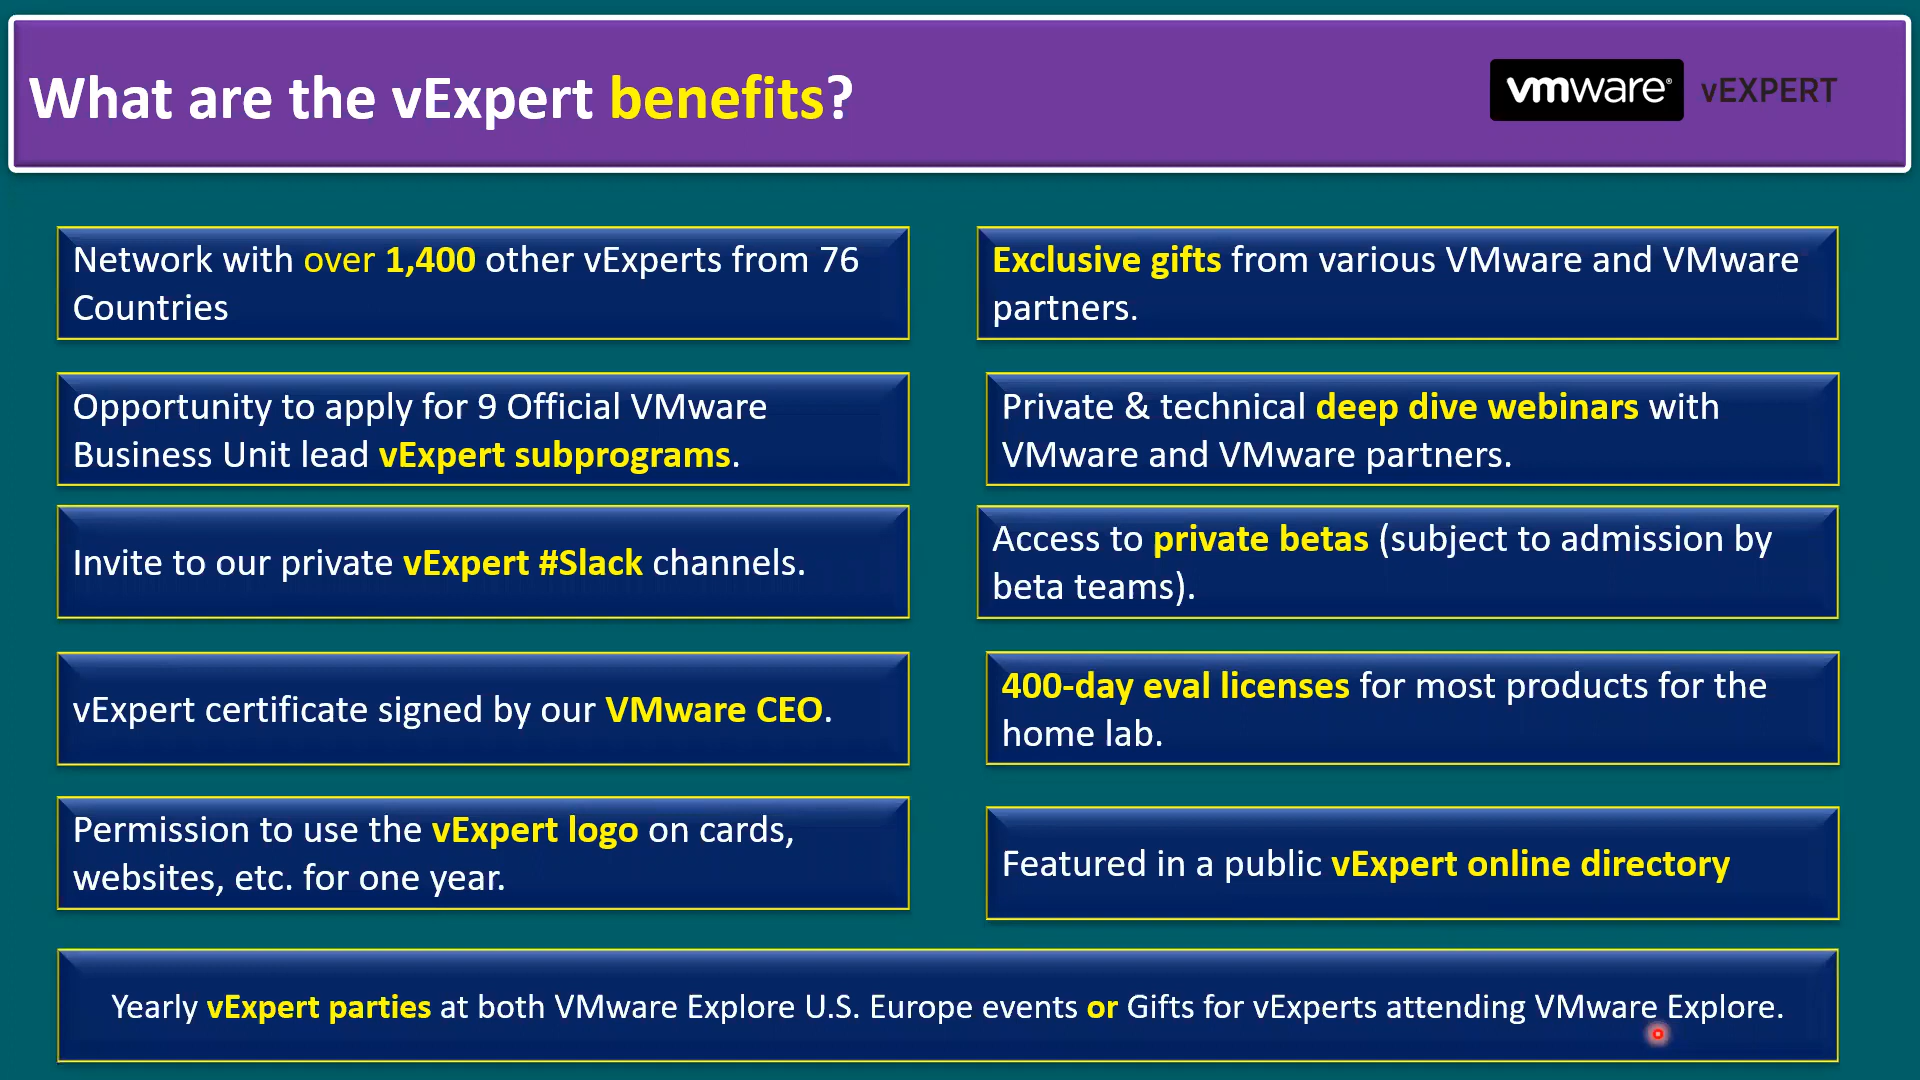 What are the vExpert benefits?
vmware® vEXPERT
Network with over 1,400 other vExperts from 76
Countries
Exclusive gifts from various VMware and VMware
partners.
Opportunity to apply for 9 Official VMware
Business Unit lead vExpert subprograms.
Private & technical deep dive webinars with
VMware and VMware partners.
Invite to our private vExpert #Slack channels.
Access to private betas (subject to admission by
beta teams).
vExpert certificate signed by our VMware CEO.
400-day eval licenses for most products for the
home lab.
Permission to use the vExpert logo on cards,
websites, etc. for one year.
Featured in a public vExpert online directory
Yearly vExpert parties at both VMware Explore U.S. Europe events or Gifts for vExperts attending VMware Explore.